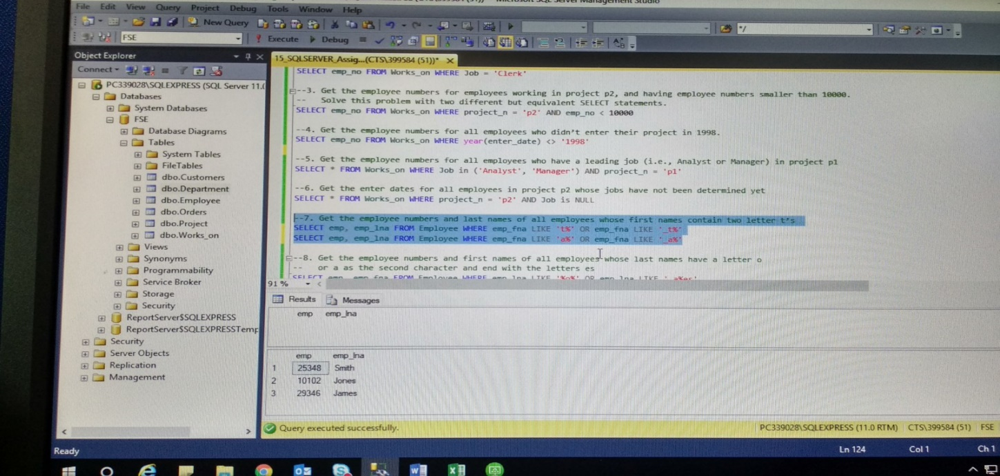 File Edit View Query Project Debug Tools Window Help
New Query
*/
FSE
Execute
Debug
Object Explorer
Connect
15_SQLSERVER_Assig...(CTS\399584 (51))*
PC339028\SQLEXPRESS (SQL Server 11.
Databases
System Databases
FSE
Database Diagrams
Tables
System Tables
FileTables
dbo.Customers
dbo.Department
dbo.Employee
dbo.Orders
dbo.Project
dbo.Works_on
Views
Synonyms
Programmability
Service Broker
Storage
Security
ReportServer$SQLEXPRESS
ReportServer$SQLEXPRESSTemp
Security
Server Objects
Replication
Management
SELECT emp_no FROM Works_on WHERE Job = 'Clerk'
--3. Get the employee numbers for employees working in project p2, and having employee numbers smaller than 10000.
-- Solve this problem with two different but equivalent SELECT statements.
SELECT emp_no FROM Works_on WHERE project_n = 'p2' AND emp_no < 10000
--4. Get the employee numbers for all employees who didn't enter their project in 1998.
SELECT emp_no FROM Works_on WHERE year(enter_date) <> '1998'
--5. Get the employee numbers for all employees who have a leading job (i.e., Analyst or Manager) in project p1
SELECT * FROM Works_on WHERE Job in ('Analyst', 'Manager') AND project_n = 'p1'
--6. Get the enter dates for all employees in project p2 whose jobs have not been determined yet
SELECT * FROM Works_on WHERE project_n = 'p2' AND Job is NULL
--7. Get the employee numbers and last names of all employees whose first names contain two letter t's
SELECT emp, emp_lna FROM Employee WHERE emp_fna LIKE 't%' OR emp_fna LIKE '_t%'
SELECT emp, emp_lna FROM Employee WHERE emp_fna LIKE 'a%' OR emp_fna LIKE '_a%'
--8. Get the employee numbers and first names of all employees whose last names have a letter o
-- or a as the second character and end with the letters es
91 %
Results
Messages
emp emp_lna
emp emp_lna
1 25348 Smith
2 10102 Jones
3 29346 James
Query executed successfully.
PC339028\SQLEXPRESS (11.0 RTM) CTS\399584 (51) FSE
Ready
Ln 124 Col 1 Ch 1